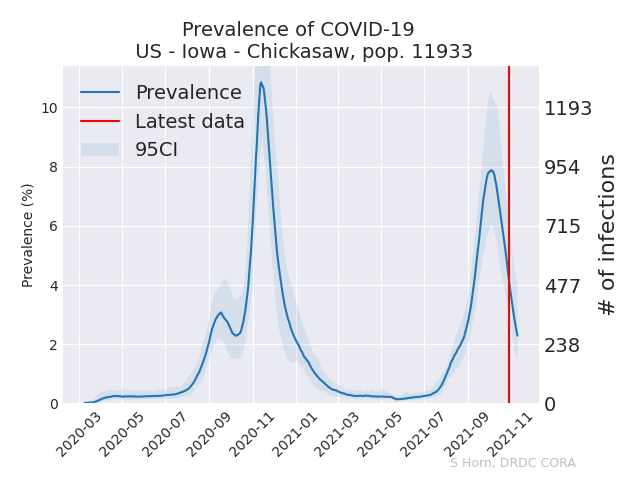 Prevalence of COVID-19
US - Iowa - Chickasaw, pop. 11933
Prevalence
Latest data
95CI
Prevalence (%)
10
8
6
4
2
0
1193
954
715
477
238
0
# of infections
2020-03
2020-05
2020-07
2020-09
2020-11
2021-01
2021-03
2021-05
2021-07
2021-09
2021-11
S Horn, DRDC CORA